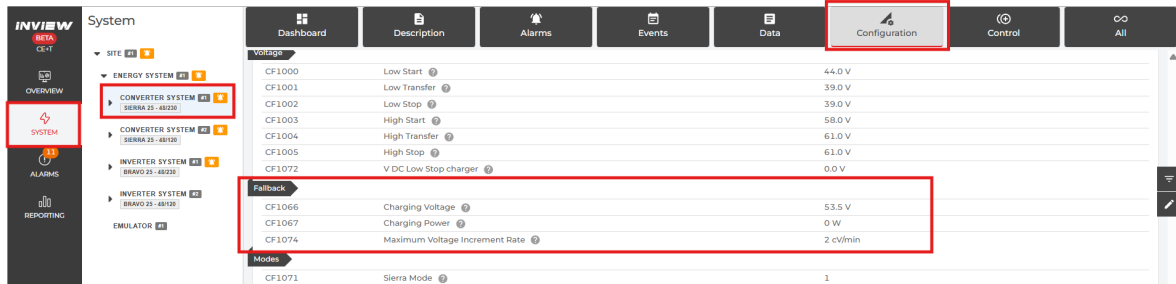 INVIEW
BETA
CE+T
OVERVIEW
SYSTEM
11
ALARMS
REPORTING
System
SITE #1
ENERGY SYSTEM #1
CONVERTER SYSTEM #1
SIERRA 25 - 48/230
CONVERTER SYSTEM #2
SIERRA 25 - 48/120
INVERTER SYSTEM #1
BRAVO 25 - 48/230
INVERTER SYSTEM #2
BRAVO 25 - 48/120
EMULATOR #1
Dashboard Description Alarms Events Data Configuration Control All
Voltage
CF1000 Low Start ? 44.0 V
CF1001 Low Transfer ? 39.0 V
CF1002 Low Stop ? 39.0 V
CF1003 High Start ? 58.0 V
CF1004 High Transfer ? 61.0 V
CF1005 High Stop ? 61.0 V
CF1072 V DC Low Stop charger ? 0.0 V
Fallback
CF1066 Charging Voltage ? 53.5 V
CF1067 Charging Power ? 0 W
CF1074 Maximum Voltage Increment Rate ? 2 cV/min
Modes
CF1071 Sierra Mode ? 1